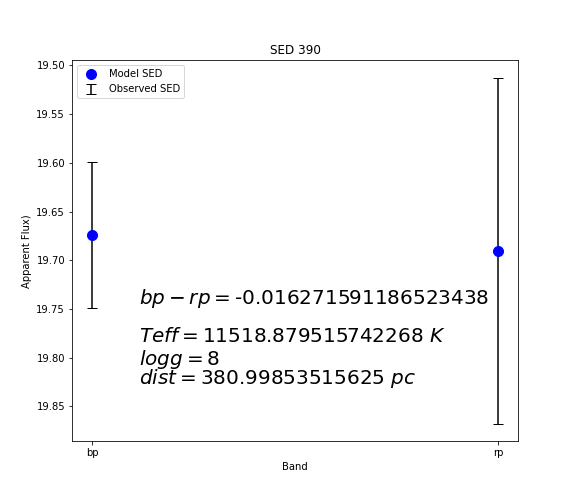 SED 390
Model SED
Observed SED
19.50
19.55
19.60
19.65
19.70
19.75
19.80
19.85
Apparent Flux)
bp − rp = -0.016271591186523438
Teff = 11518.879515742268 K
logg = 8
dist = 380.99853515625 pc
bp
rp
Band